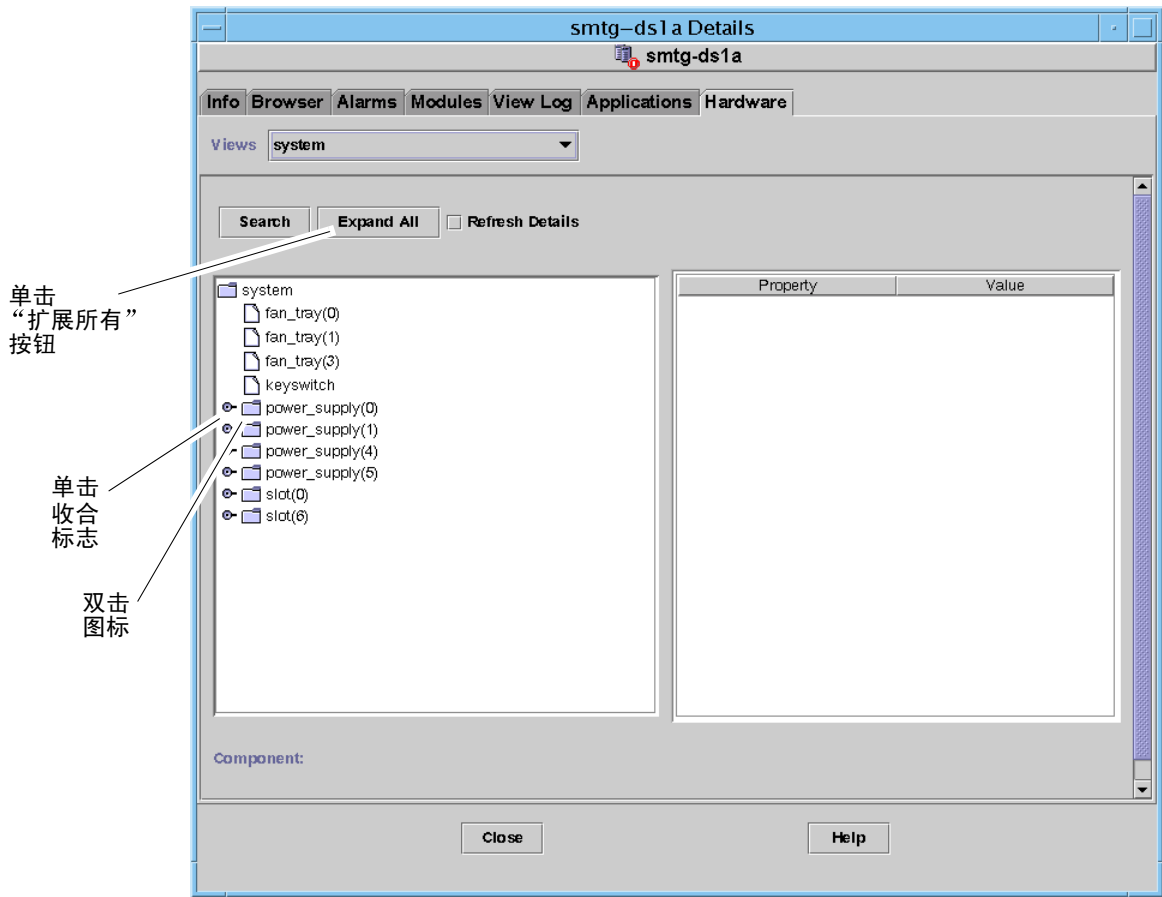 smtg–ds1a Details
smtg-ds1a
Info Browser Alarms Modules View Log Applications Hardware
Views system
Search Expand All Refresh Details
单击
“扩展所有”
按钮
system
fan_tray(0)
fan_tray(1)
fan_tray(3)
keyswitch
power_supply(0)
power_supply(1)
power_supply(4)
power_supply(5)
slot(0)
slot(6)
Property Value
单击
收合
标志
双击
图标
Component:
Close Help